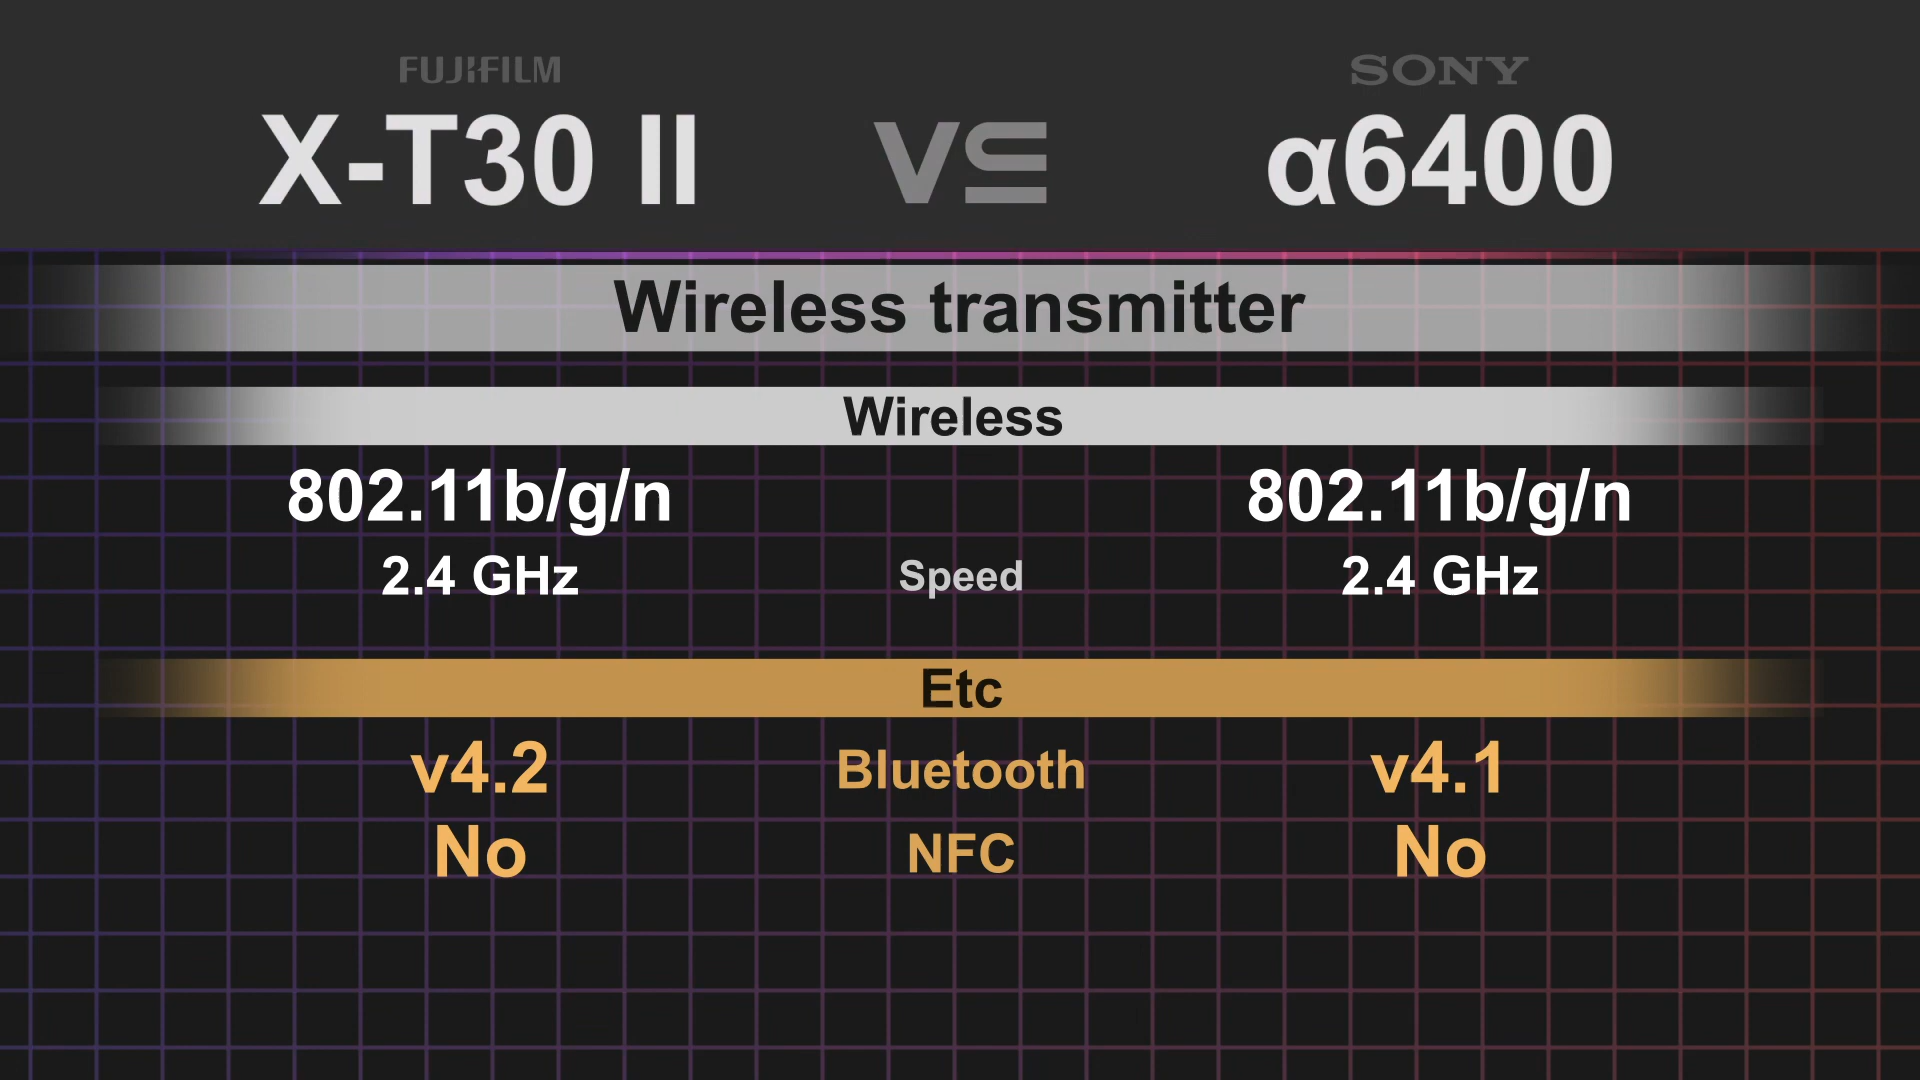 FUJIFILM
X-T30 II
VS
SONY
α6400
Wireless transmitter
Wireless
802.11b/g/n
802.11b/g/n
2.4 GHz
Speed
2.4 GHz
Etc
v4.2
Bluetooth
v4.1
No
NFC
No